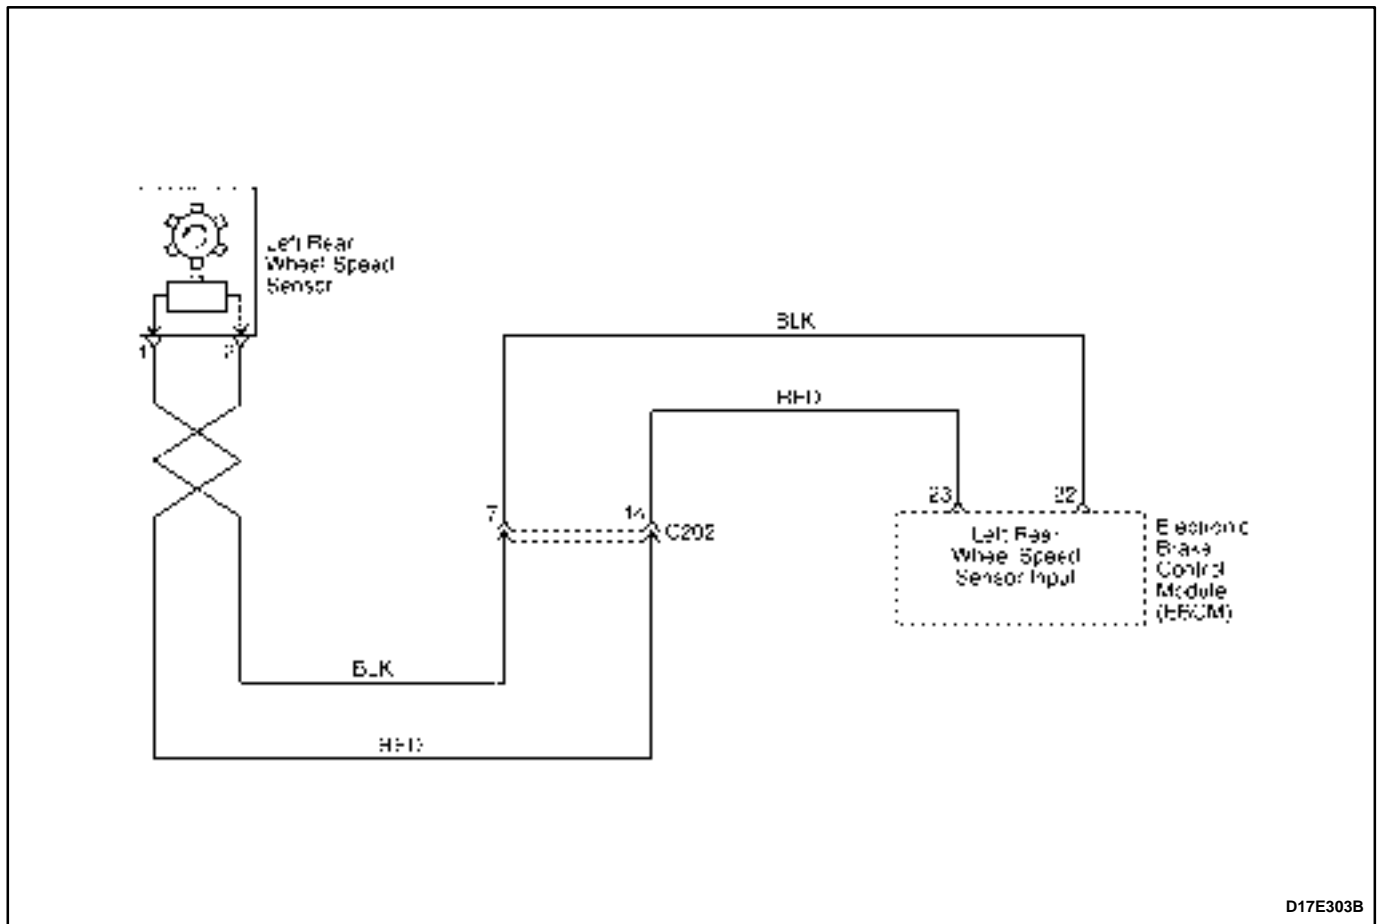 Left Rear
Wheel Speed
Sensor
1
2
BLK
RED
7
14
C202
23
22
Left Rear
Wheel Speed
Sensor Input
Electronic
Brake
Control
Module
(EBCM)
BLK
RED
D17E303B